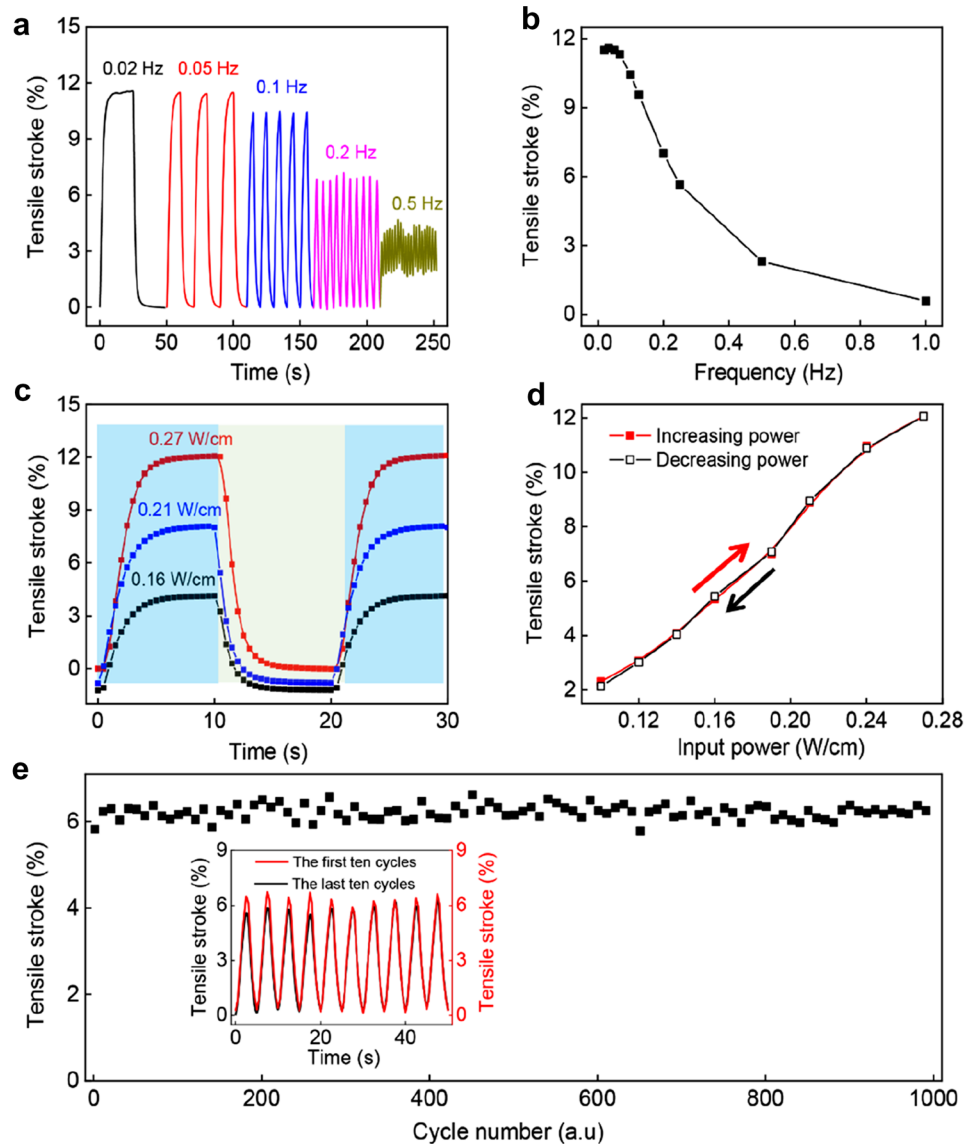 a
15
12
9
6
3
0
Tensile stroke (%)
0.02 Hz
0.05 Hz
0.1 Hz
0.2 Hz
0.5 Hz
0 50 100 150 200 250
Time (s)
b
12
9
6
3
0
Tensile stroke (%)
0.0 0.2 0.4 0.6 0.8 1.0
Frequency (Hz)
c
15
12
9
6
3
0
Tensile stroke (%)
0.27 W/cm
0.21 W/cm
0.16 W/cm
0 10 20 30
Time (s)
d
12
10
8
6
4
2
Tensile stroke (%)
Increasing power
Decreasing power
0.12 0.16 0.20 0.24 0.28
Input power (W/cm)
e
6
4
2
0
Tensile stroke (%)
9
6
3
0
Tensile stroke (%)
The first ten cycles
The last ten cycles
9
6
3
0
Tensile stroke (%)
0 20 40
Time (s)
0 200 400 600 800 1000
Cycle number (a.u)